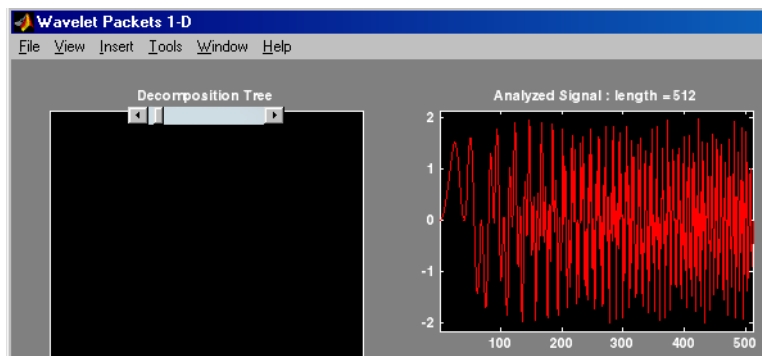 Wavelet Packets 1-D
File View Insert Tools Window Help
Decomposition Tree
Analyzed Signal : length = 512
2
1
0
-1
-2
100 200 300 400 500